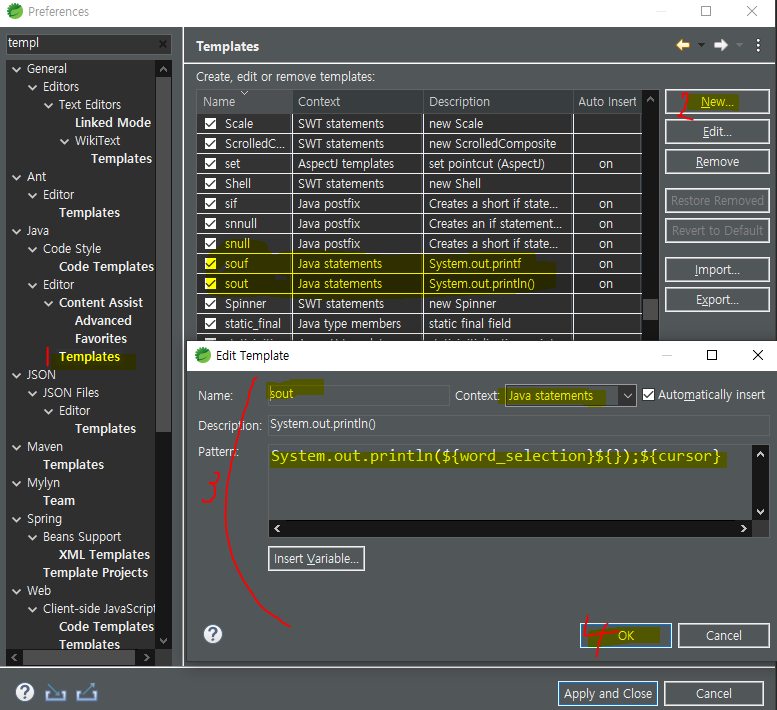 Preferences
templ
General
Editors
Text Editors
Linked Mode
WikiText
Templates
Ant
Editor
Templates
Java
Code Style
Code Templates
Editor
Content Assist
Advanced
Favorites
1 Templates
JSON
JSON Files
Editor
Templates
Maven
Templates
Mylyn
Team
Spring
Beans Support
XML Templates
Template Projects
Web
Client-side JavaScript
Code Templates
Templates
Templates
Create, edit or remove templates:
Name Context Description Auto Insert
Scale SWT statements new Scale
ScrolledC... SWT statements new ScrolledComposite
set AspectJ templates set pointcut (AspectJ) on
Shell SWT statements new Shell
sif Java postfix Creates a short if state... on
snnull Java postfix Creates an if statement... on
snull Java postfix Creates a short if state... on
souf Java statements System.out.printf on
sout Java statements System.out.println() on
Spinner SWT statements new Spinner
static_final Java type members static final field
2 New...
Edit...
Remove
Restore Removed
Revert to Default
Import...
Export...
Edit Template
Name: sout Context: Java statements Automatically insert
Description: System.out.println()
Pattern: System.out.println(${word_selection}${});${cursor}
3
Insert Variable...
4 OK Cancel
Apply and Close Cancel